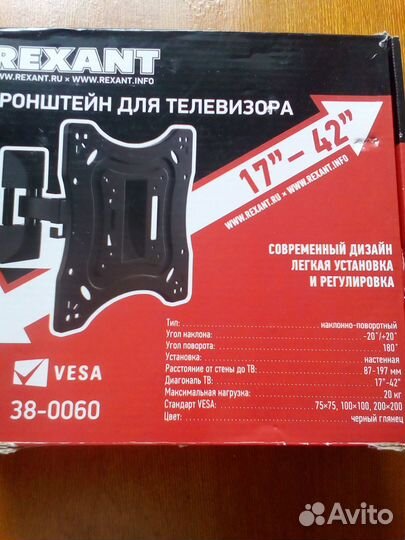 REXANT
WWW.REXANT.RU × WWW.REXANT.INFO
РОНШТЕЙН ДЛЯ ТЕЛЕВИЗОРА
17”– 42”
WWW.REXANT.RU × WWW.REXANT.INFO
СОВРЕМЕННЫЙ ДИЗАЙН
ЛЕГКАЯ УСТАНОВКА
И РЕГУЛИРОВКА
Тип: наклонно-поворотный
Угол наклона: -20°/+20°
Угол поворота: 180°
Установка: настенная
Расстояние от стены до ТВ: 87-197 мм
Диагональ ТВ: 17”-42”
Максимальная нагрузка: 20 кг
Стандарт VESA: 75×75, 100×100, 200×200
Цвет: черный глянец
VESA
38-0060
Avito